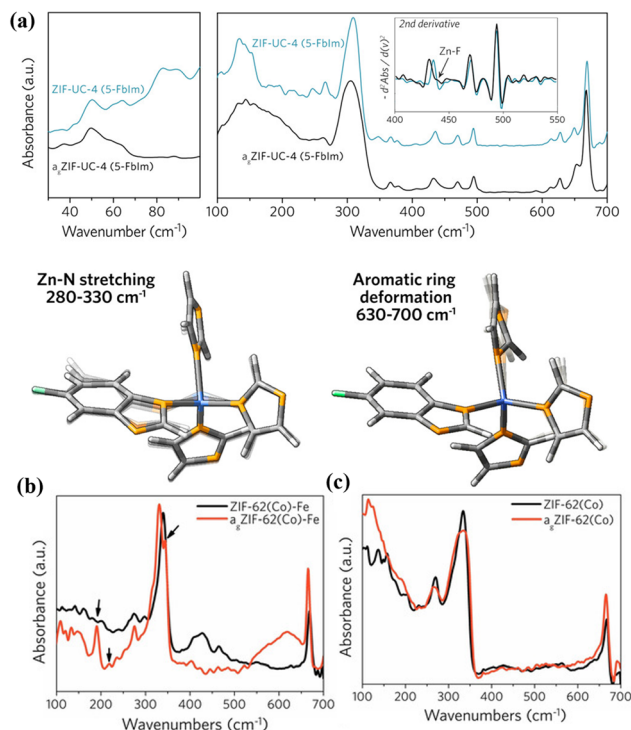 (a)
ZIF-UC-4 (5-FbIm)
agZIF-UC-4 (5-FbIm)
Absorbance (a.u.)
40 60 80
Wavenumber (cm-1)
ZIF-UC-4 (5-FbIm)
agZIF-UC-4 (5-FbIm)
2nd derivative
Zn-F
- d²Abs / d(v)²
400 450 500 550
100 200 300 400 500 600 700
Wavenumber (cm-1)
Zn-N stretching
280-330 cm-1
Aromatic ring
deformation
630-700 cm-1
(b)
ZIF-62(Co)-Fe
agZIF-62(Co)-Fe
Absorbance (a.u.)
100 200 300 400 500 600 700
Wavenumbers (cm-1)
(c)
ZIF-62(Co)
agZIF-62(Co)
Absorbance (a.u.)
100 200 300 400 500 600 700
Wavenumbers (cm-1)